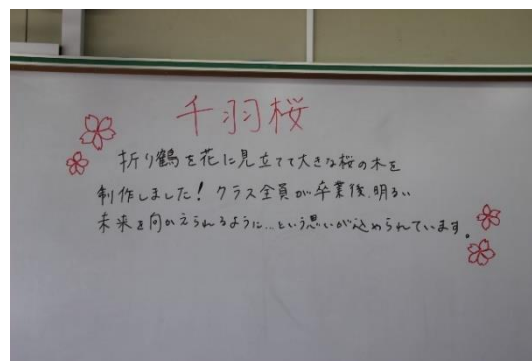 千羽桜
折り鶴を花に見立てて大きな桜の木を
制作しました！クラス全員が卒業後、明るい
未来を向かえられるように…という思いが込められています。